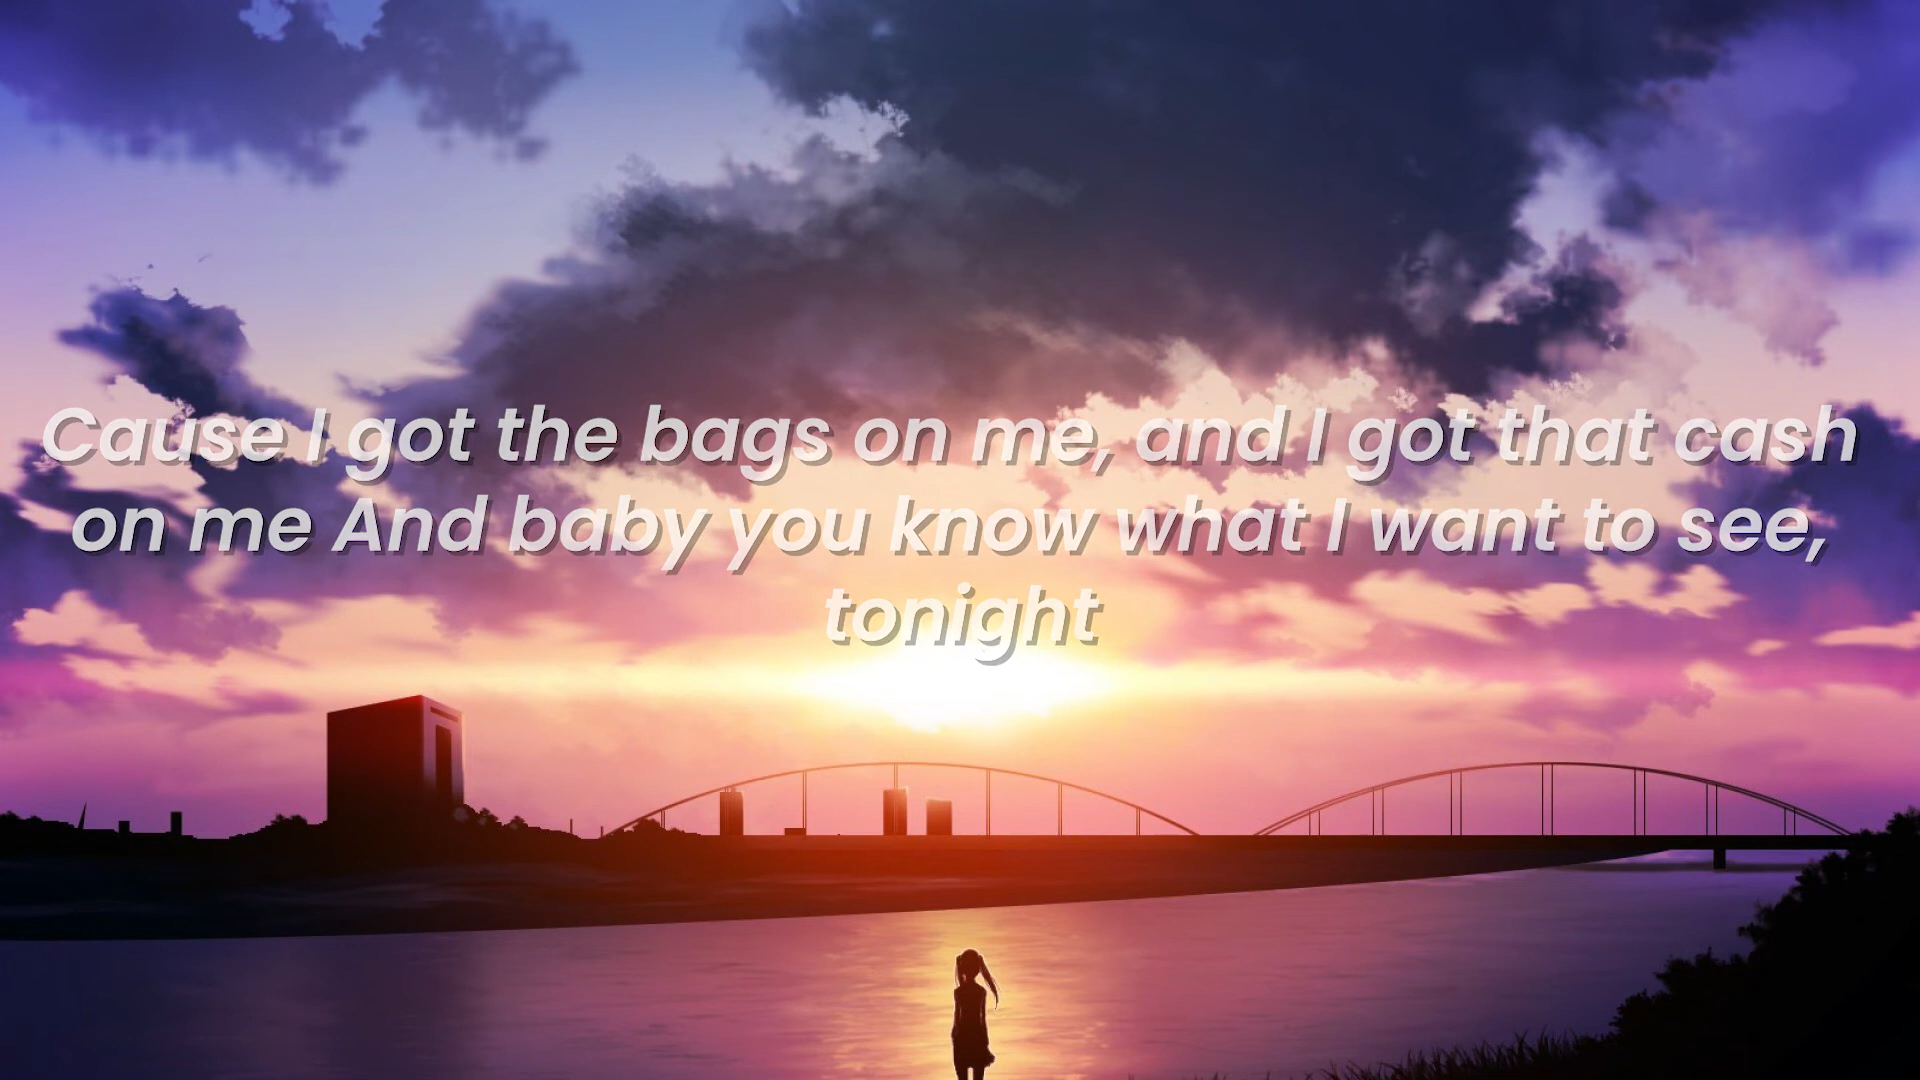 Cause I got the bags on me, and I got that cash
on me And baby you know what I want to see,
tonight